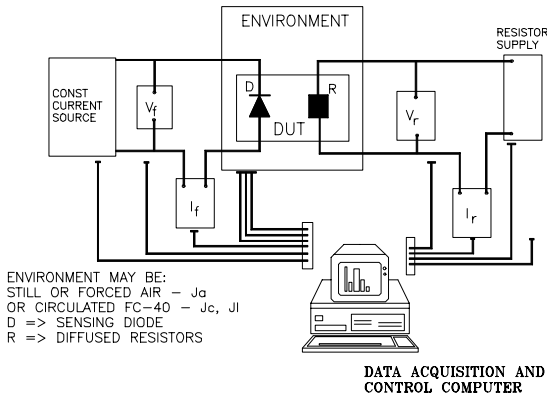 ENVIRONMENT
RESISTOR
SUPPLY
CONST
CURRENT
SOURCE
Vf
D
R
DUT
Vr
If
Ir
ENVIRONMENT MAY BE:
STILL OR FORCED AIR – Ja
OR CIRCULATED FC–40 – Jc, Jl
D => SENSING DIODE
R => DIFFUSED RESISTORS
DATA ACQUISITION AND
CONTROL COMPUTER